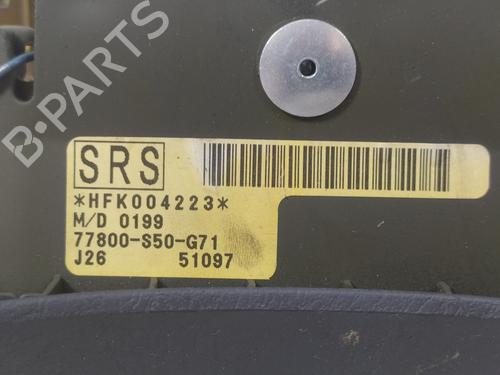 B-PARTS
SRS
*HFK004223*
M/D 0199
77800-S50-G71
J26 51097